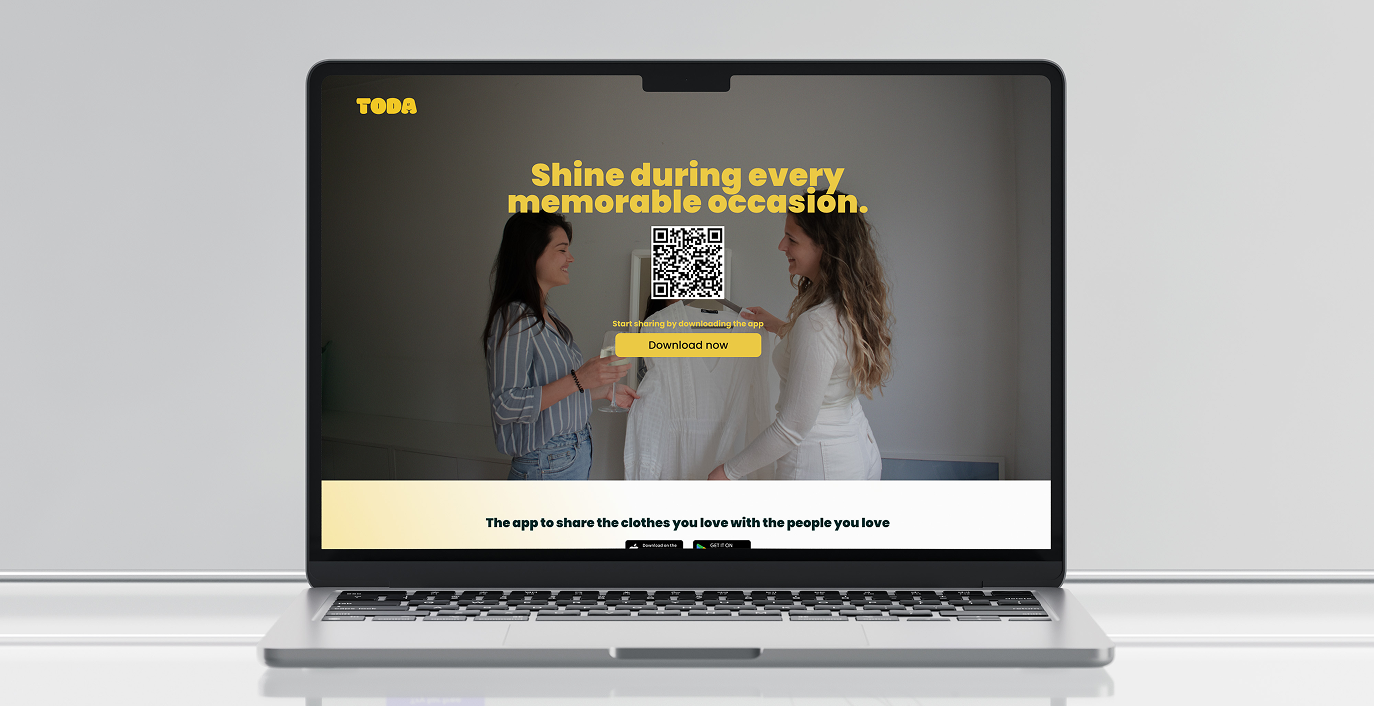 TODA
Shine during every
memorable occasion.
Start sharing by downloading the app
Download now
The app to share the clothes you love with the people you love
Download on the
GET IT ON